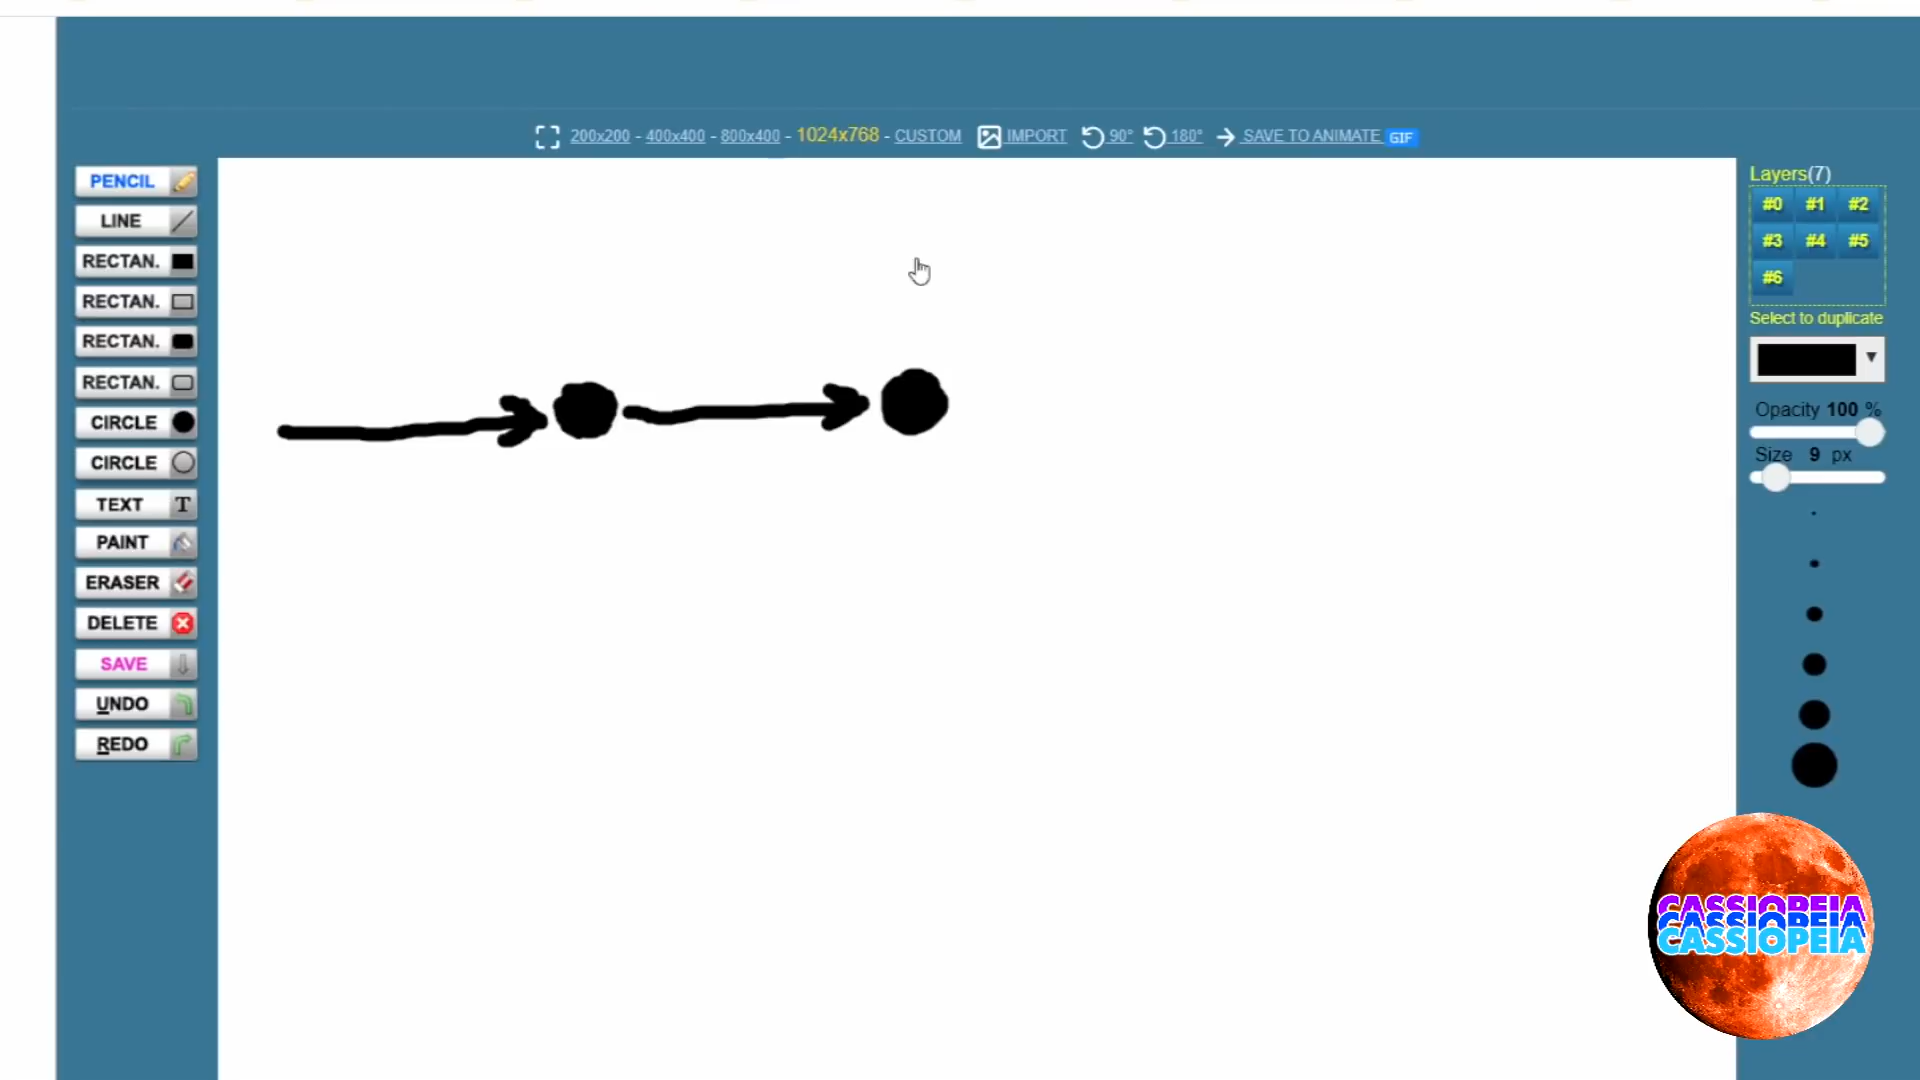 200x200 - 400x400 - 800x400 - 1024x768 - CUSTOM IMPORT 90° 180° SAVE TO ANIMATE GIF
PENCIL
LINE
RECTAN.
RECTAN.
RECTAN.
RECTAN.
CIRCLE
CIRCLE
TEXT T
PAINT
ERASER
DELETE
SAVE
UNDO
REDO
Layers(7)
#0 #1 #2
#3 #4 #5
#6
Select to duplicate
Opacity 100 %
Size 9 px
CASSIOPEIA
CASSIOPEIA
CASSIOPEIA